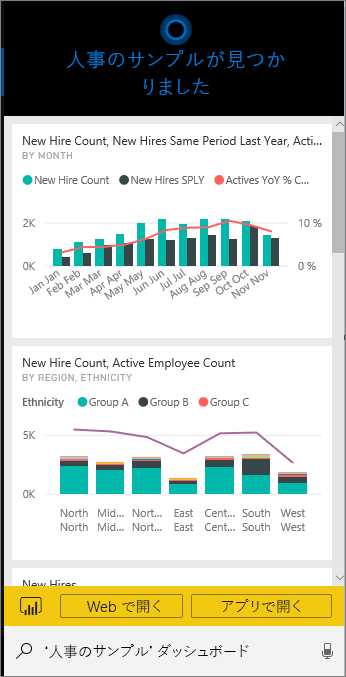 人事のサンプルが見つか
りました
New Hire Count, New Hires Same Period Last Year, Acti...
BY MONTH
New Hire Count New Hires SPLY Actives YoY % C...
2K 10 %
0K 0 %
Jan Jan Feb Feb Mar Mar Apr Apr May May Jun Jun Jul Jul Aug Aug Sep Sep Oct Oct Nov Nov
New Hire Count, Active Employee Count
BY REGION, ETHNICITY
Ethnicity Group A Group B Group C
5K
0K
North Mid... Nort... East Cent... South West
North Mid... Nort... East Cent... South West
New Hires
Web で開く アプリで開く
'人事のサンプル' ダッシュボード